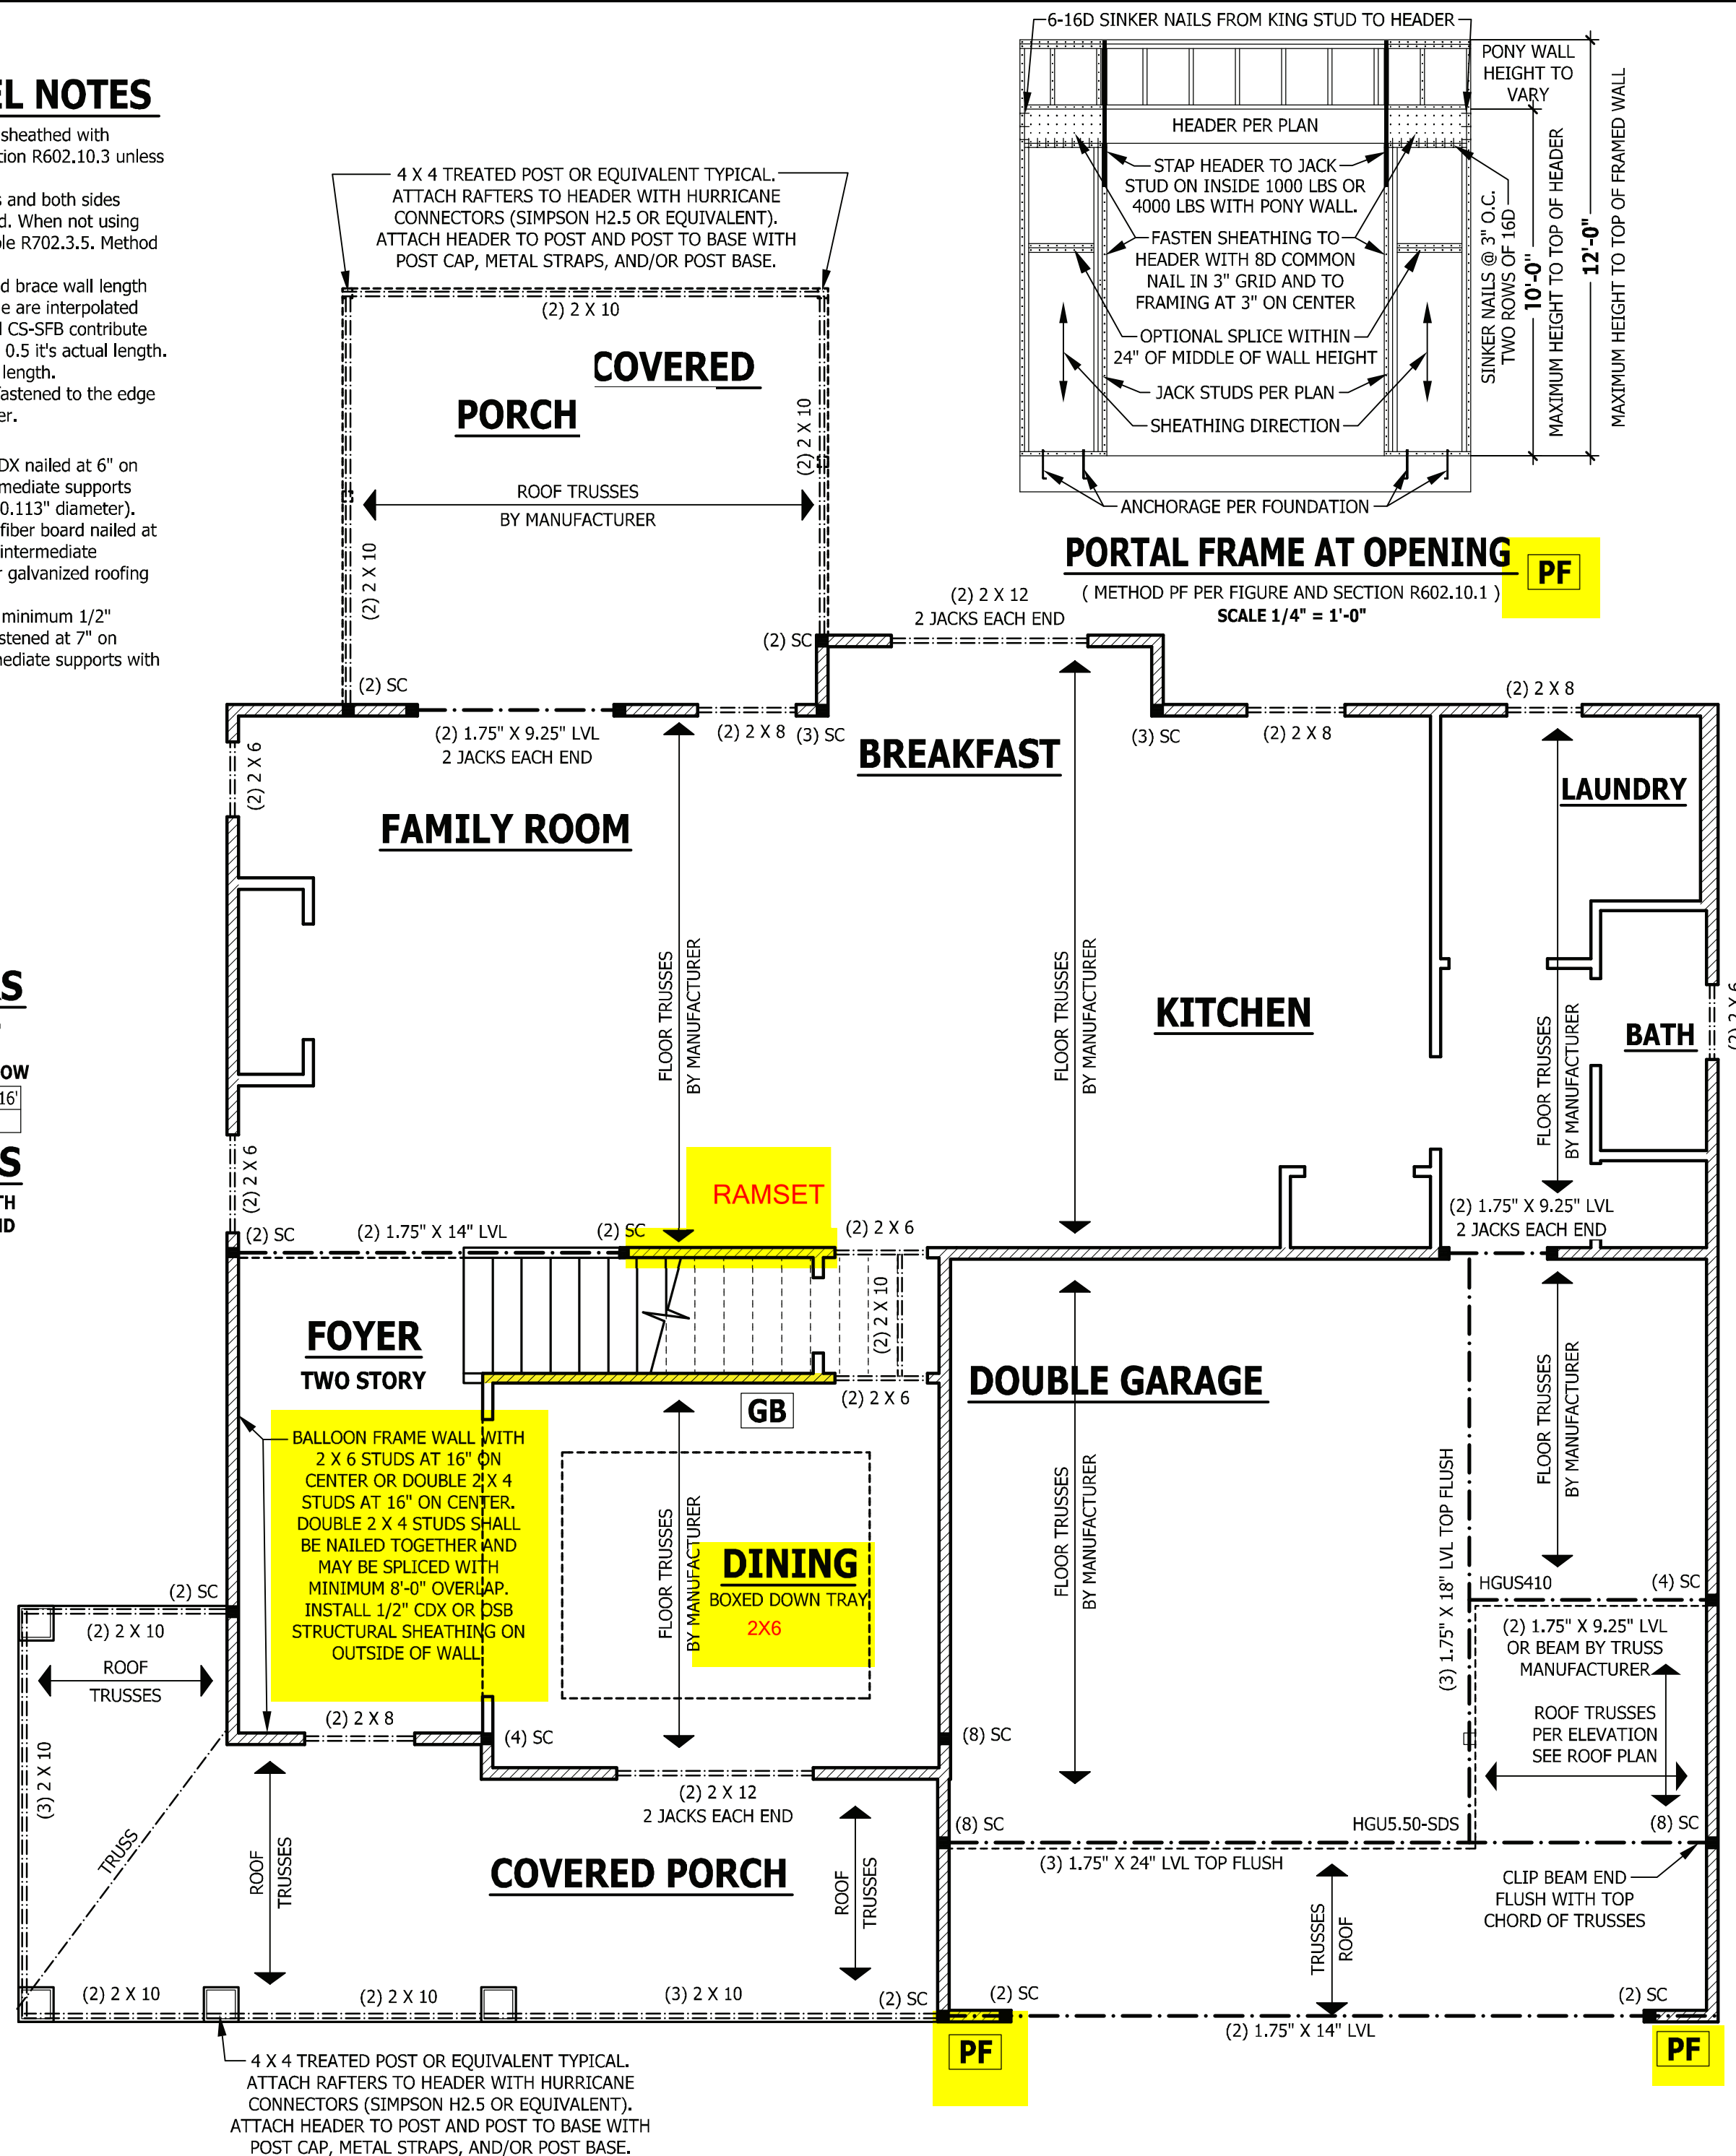 EL NOTES
sheathed with
tion R602.10.3 unless
s and both sides
d. When not using
ble R702.3.5. Method
d brace wall length
e are interpolated
d CS-SFB contribute
0.5 it's actual length.
length.
fastened to the edge
er.
DX nailed at 6" on
mediate supports
0.113" diameter).
fiber board nailed at
intermediate
r galvanized roofing
minimum 1/2"
stened at 7" on
mediate supports with
OW
16'
S
TH
ND
6-16D SINKER NAILS FROM KING STUD TO HEADER
PONY WALL
HEIGHT TO
VARY
HEADER PER PLAN
STAP HEADER TO JACK
STUD ON INSIDE 1000 LBS OR
4000 LBS WITH PONY WALL.
FASTEN SHEATHING TO
HEADER WITH 8D COMMON
NAIL IN 3" GRID AND TO
FRAMING AT 3" ON CENTER
OPTIONAL SPLICE WITHIN
24" OF MIDDLE OF WALL HEIGHT
JACK STUDS PER PLAN
SHEATHING DIRECTION
ANCHORAGE PER FOUNDATION
SINKER NAILS @ 3" O.C.
TWO ROWS OF 16D
10'-0"
MAXIMUM HEIGHT TO TOP OF HEADER
12'-0"
MAXIMUM HEIGHT TO TOP OF FRAMED WALL
PORTAL FRAME AT OPENING
PF
( METHOD PF PER FIGURE AND SECTION R602.10.1 )
SCALE 1/4" = 1'-0"
4 X 4 TREATED POST OR EQUIVALENT TYPICAL.
ATTACH RAFTERS TO HEADER WITH HURRICANE
CONNECTORS (SIMPSON H2.5 OR EQUIVALENT).
ATTACH HEADER TO POST AND POST TO BASE WITH
POST CAP, METAL STRAPS, AND/OR POST BASE.
(2) 2 X 10
COVERED
PORCH
(2) 2 X 10
ROOF TRUSSES
BY MANUFACTURER
(2) 2 X 10
(2) 2 X 12
2 JACKS EACH END
(2) SC
(2) SC
(2) 2 X 8
(2) 1.75" X 9.25" LVL
2 JACKS EACH END
(2) 2 X 8
(3) SC
BREAKFAST
(3) SC
(2) 2 X 8
(2) 2 X 6
FAMILY ROOM
LAUNDRY
FLOOR TRUSSES
BY MANUFACTURER
FLOOR TRUSSES
BY MANUFACTURER
KITCHEN
FLOOR TRUSSES
BY MANUFACTURER
BATH
(2) 2 X 6
(2) 2 X 6
RAMSET
(2) SC
(2) 1.75" X 14" LVL
(2) SC
(2) 2 X 6
(2) 1.75" X 9.25" LVL
2 JACKS EACH END
(2) 2 X 10
FOYER
TWO STORY
(2) 2 X 6
GB
DOUBLE GARAGE
BALLOON FRAME WALL WITH
2 X 6 STUDS AT 16" ON
CENTER OR DOUBLE 2 X 4
STUDS AT 16" ON CENTER.
DOUBLE 2 X 4 STUDS SHALL
BE NAILED TOGETHER AND
MAY BE SPLICED WITH
MINIMUM 8'-0" OVERLAP.
INSTALL 1/2" CDX OR OSB
STRUCTURAL SHEATHING ON
OUTSIDE OF WALL
FLOOR TRUSSES
BY MANUFACTURER
DINING
BOXED DOWN TRAY
2X6
FLOOR TRUSSES
BY MANUFACTURER
(3) 1.75" X 18" LVL TOP FLUSH
FLOOR TRUSSES
BY MANUFACTURER
HGUS410
(4) SC
(2) 1.75" X 9.25" LVL
OR BEAM BY TRUSS
MANUFACTURER
ROOF TRUSSES
PER ELEVATION
SEE ROOF PLAN
(2) SC
(2) 2 X 10
ROOF
TRUSSES
(3) 2 X 10
TRUSS
(2) 2 X 8
(4) SC
(8) SC
(2) 2 X 12
2 JACKS EACH END
(8) SC
HGU5.50-SDS
(8) SC
(3) 1.75" X 24" LVL TOP FLUSH
ROOF
TRUSSES
COVERED PORCH
ROOF
TRUSSES
TRUSSES
ROOF
CLIP BEAM END
FLUSH WITH TOP
CHORD OF TRUSSES
(2) 2 X 10
(2) 2 X 10
(3) 2 X 10
(2) SC
(2) SC
(2) SC
(2) 1.75" X 14" LVL
PF
PF
4 X 4 TREATED POST OR EQUIVALENT TYPICAL.
ATTACH RAFTERS TO HEADER WITH HURRICANE
CONNECTORS (SIMPSON H2.5 OR EQUIVALENT).
ATTACH HEADER TO POST AND POST TO BASE WITH
POST CAP, METAL STRAPS, AND/OR POST BASE.